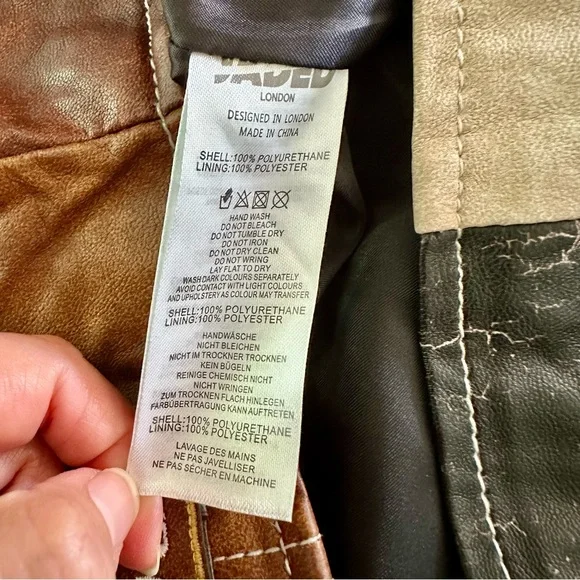 JADED
LONDON
DESIGNED IN LONDON
MADE IN CHINA
SHELL:100% POLYURETHANE
LINING:100% POLYESTER
HAND WASH
DO NOT BLEACH
DO NOT TUMBLE DRY
DO NOT IRON
DO NOT DRY CLEAN
DO NOT WRING
LAY FLAT TO DRY
WASH DARK COLOURS SEPARATELY
AVOID CONTACT WITH LIGHT COLOURS
AND UPHOLSTERY AS COLOUR MAY TRANSFER
SHELL:100% POLYURETHANE
LINING:100% POLYESTER
HANDWÄSCHE
NICHT BLEICHEN
NICHT IM TROCKNER TROCKNEN
KEIN BÜGELN
REINIGE CHEMISCH NICHT
NICHT WRINGEN
ZUM TROCKNEN FLACH HINLEGEN
FARBÜBERTRAGUNG KANN AUFTRETEN
SHELL:100% POLYURETHANE
LINING:100% POLYESTER
LAVAGE DES MAINS
NE PAS JAVELLISER
NE PAS SÉCHER EN MACHINE